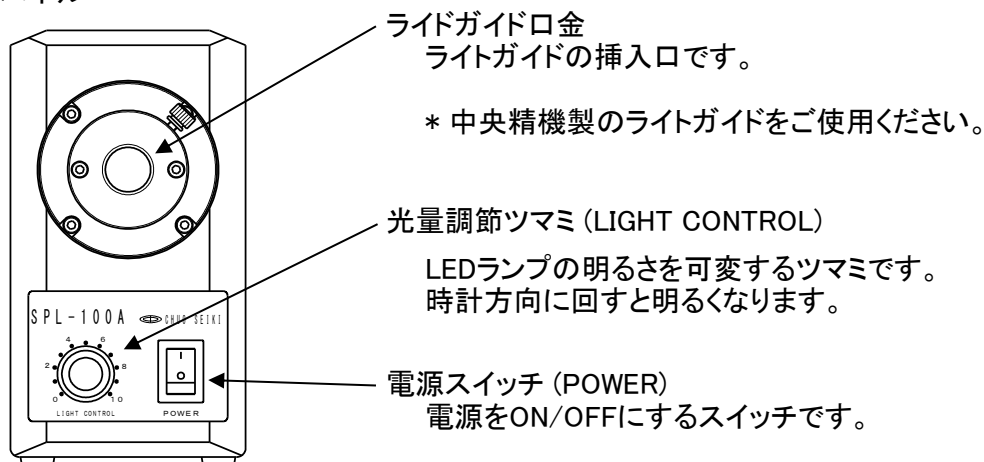 ライドガイド口金
ライトガイドの挿入口です。
* 中央精機製のライトガイドをご使用ください。
光量調節ツマミ (LIGHT CONTROL)
LEDランプの明るさを可変するツマミです。
時計方向に回すと明るくなります。
SPL-100A CHUO SEIKI
0 2 4 6 8 10
LIGHT CONTROL
POWER
電源スイッチ (POWER)
電源をON/OFFにするスイッチです。